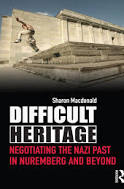 Sharon Macdonald
DIFFICULT
HERITAGE
NEGOTIATING THE NAZI PAST
IN NUREMBERG AND BEYOND